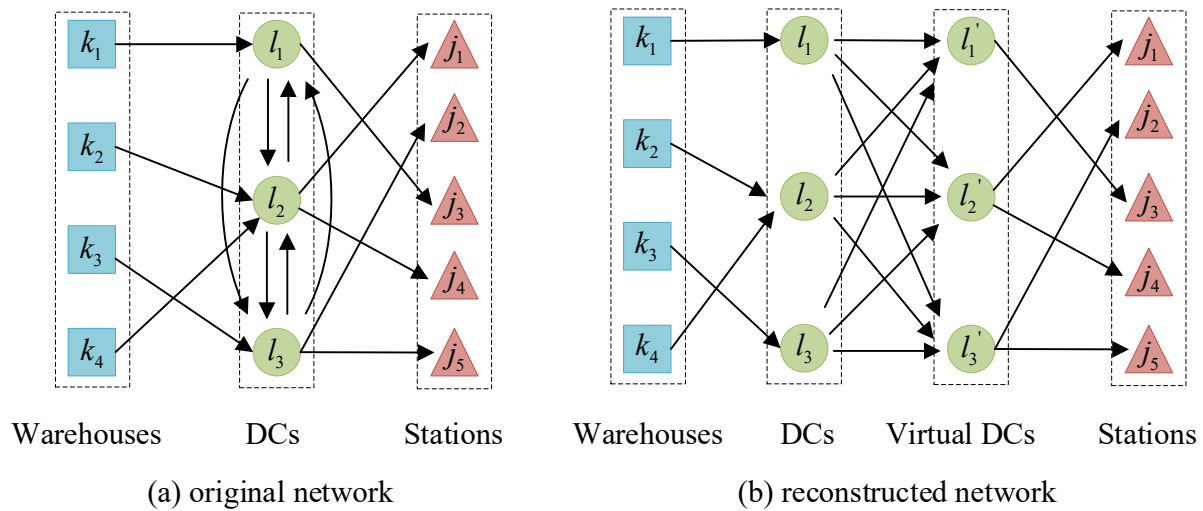 k₁ l₁ j₁ k₁ l₁ l₁' j₁
k₂ j₂ k₂ j₂
l₂ j₃ l₂ l₂' j₃
k₃ j₄ k₃ j₄
k₄ l₃ j₅ k₄ l₃ l₃' j₅
Warehouses DCs Stations Warehouses DCs Virtual DCs Stations
(a) original network (b) reconstructed network